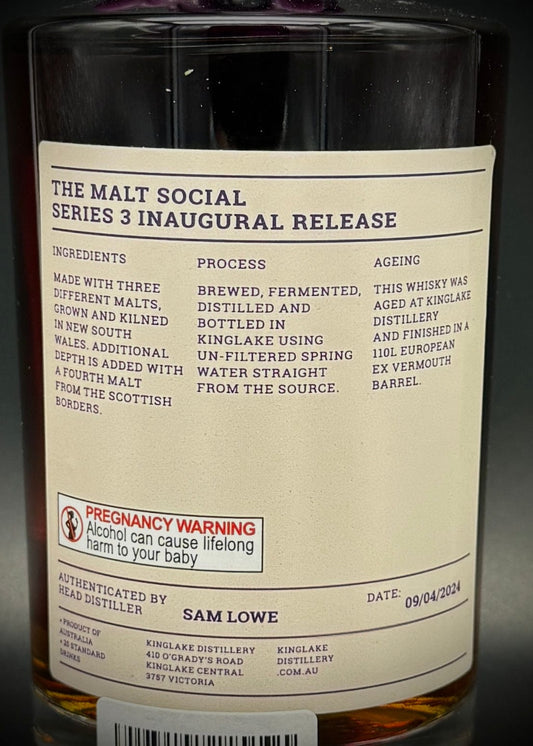 THE MALT SOCIAL
SERIES 3 INAUGURAL RELEASE
INGREDIENTS
MADE WITH THREE
DIFFERENT MALTS,
GROWN AND KILNED
IN NEW SOUTH
WALES. ADDITIONAL
DEPTH IS ADDED WITH
A FOURTH MALT
FROM THE SCOTTISH
BORDERS.
PROCESS
BREWED, FERMENTED,
DISTILLED AND
BOTTLED IN
KINGLAKE USING
UN-FILTERED SPRING
WATER STRAIGHT
FROM THE SOURCE.
AGEING
THIS WHISKY WAS
AGED AT KINGLAKE
DISTILLERY
AND FINISHED IN A
110L EUROPEAN
EX VERMOUTH
BARREL.
PREGNANCY WARNING
Alcohol can cause lifelong
harm to your baby
AUTHENTICATED BY
HEAD DISTILLER
SAM LOWE
DATE: 09/04/2024
• PRODUCT OF
AUSTRALIA
• 25 STANDARD
DRINKS
KINGLAKE DISTILLERY
410 O'GRADY'S ROAD
KINGLAKE CENTRAL
3757 VICTORIA
KINGLAKE
DISTILLERY
.COM.AU